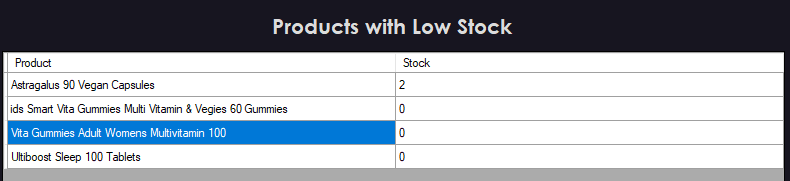 Products with Low Stock
Product Stock
Astragalus 90 Vegan Capsules 2
ids Smart Vita Gummies Multi Vitamin & Vegies 60 Gummies 0
Vita Gummies Adult Womens Multivitamin 100 0
Ultiboost Sleep 100 Tablets 0